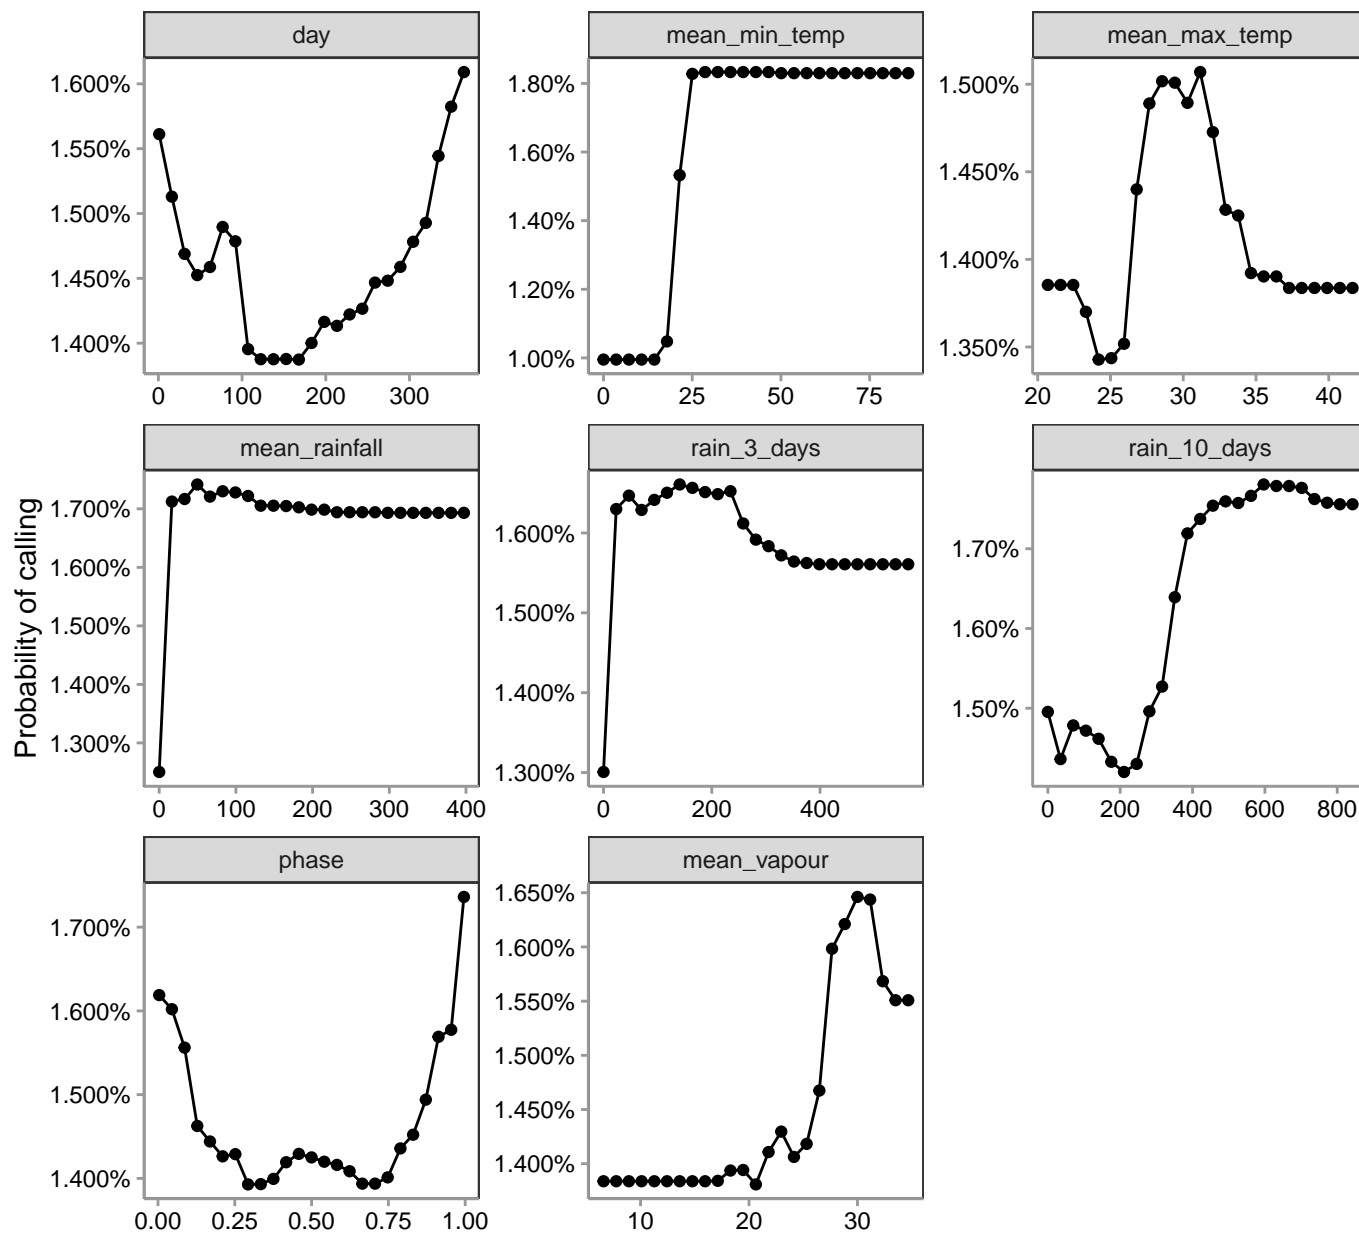 day
mean_min_temp
mean_max_temp
1.600%
1.550%
1.500%
1.450%
1.400%
0 100 200 300
1.80%
1.60%
1.40%
1.20%
1.00%
0 25 50 75
1.500%
1.450%
1.400%
1.350%
20 25 30 35 40
mean_rainfall
rain_3_days
rain_10_days
Probability of calling
1.700%
1.600%
1.500%
1.400%
1.300%
0 100 200 300 400
1.600%
1.500%
1.400%
1.300%
0 200 400
1.70%
1.60%
1.50%
0 200 400 600 800
phase
mean_vapour
1.700%
1.600%
1.500%
1.400%
0.00 0.25 0.50 0.75 1.00
1.650%
1.600%
1.550%
1.500%
1.450%
1.400%
10 20 30